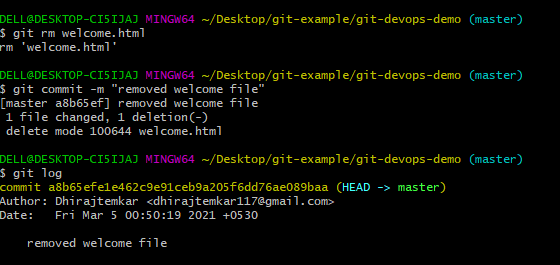 DELL@DESKTOP-CI5IJAJ MINGW64 ~/Desktop/git-example/git-devops-demo (master)
$ git rm welcome.html
rm 'welcome.html'
DELL@DESKTOP-CI5IJAJ MINGW64 ~/Desktop/git-example/git-devops-demo (master)
$ git commit -m "removed welcome file"
[master a8b65ef] removed welcome file
 1 file changed, 1 deletion(-)
 delete mode 100644 welcome.html
DELL@DESKTOP-CI5IJAJ MINGW64 ~/Desktop/git-example/git-devops-demo (master)
$ git log
commit a8b65efe1e462c9e91ceb9a205f6dd76ae089baa (HEAD -> master)
Author: Dhirajtemkar <dhirajtemkar117@gmail.com>
Date:   Fri Mar 5 00:50:19 2021 +0530
    removed welcome file